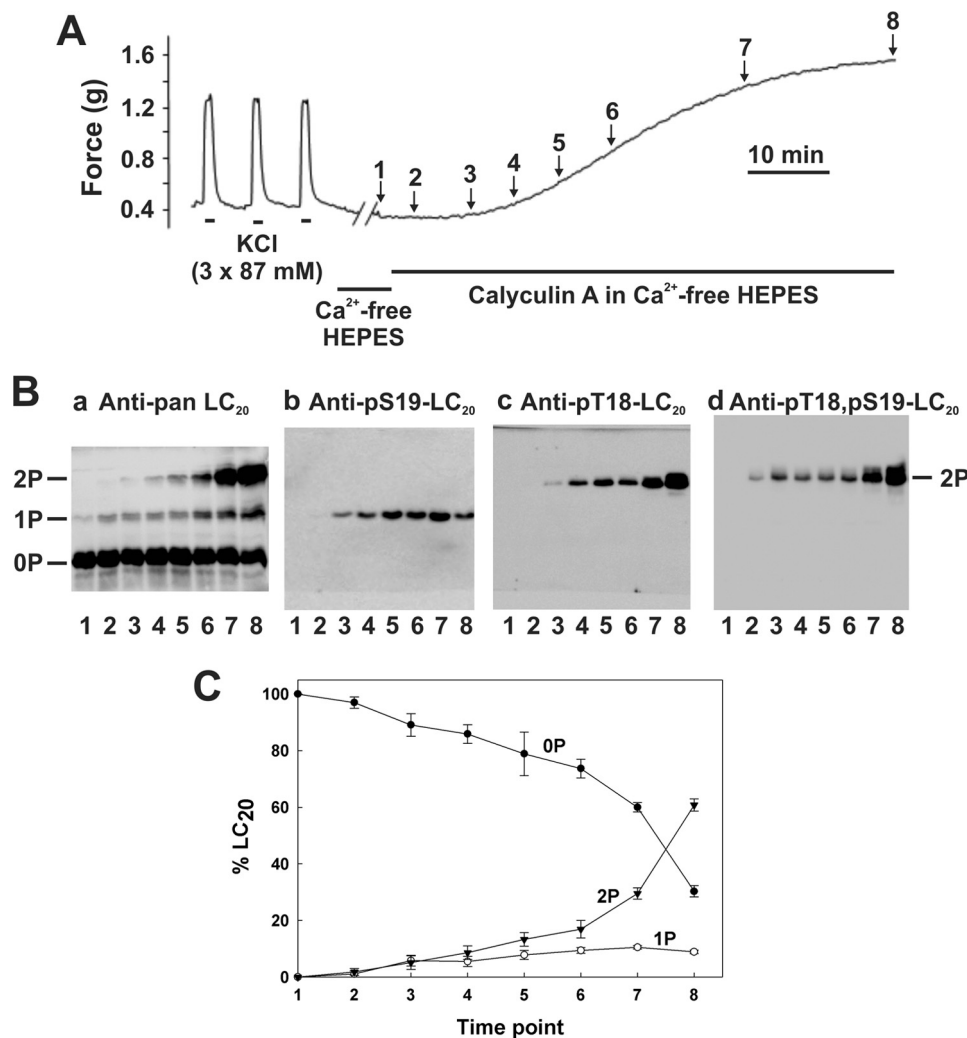 A
Force (g)
1.6
1.2
0.8
0.4
1 2 3 4 5 6 7 8
10 min
KCl
(3 x 87 mM)
Ca²⁺-free
HEPES
Calyculin A in Ca²⁺-free HEPES
B
a Anti-pan LC₂₀
b Anti-pS19-LC₂₀
c Anti-pT18-LC₂₀
d Anti-pT18,pS19-LC₂₀
2P
1P
0P
2P
1 2 3 4 5 6 7 8
1 2 3 4 5 6 7 8
1 2 3 4 5 6 7 8
1 2 3 4 5 6 7 8
C
% LC₂₀
100
80
60
40
20
0
0P
2P
1P
1 2 3 4 5 6 7 8
Time point